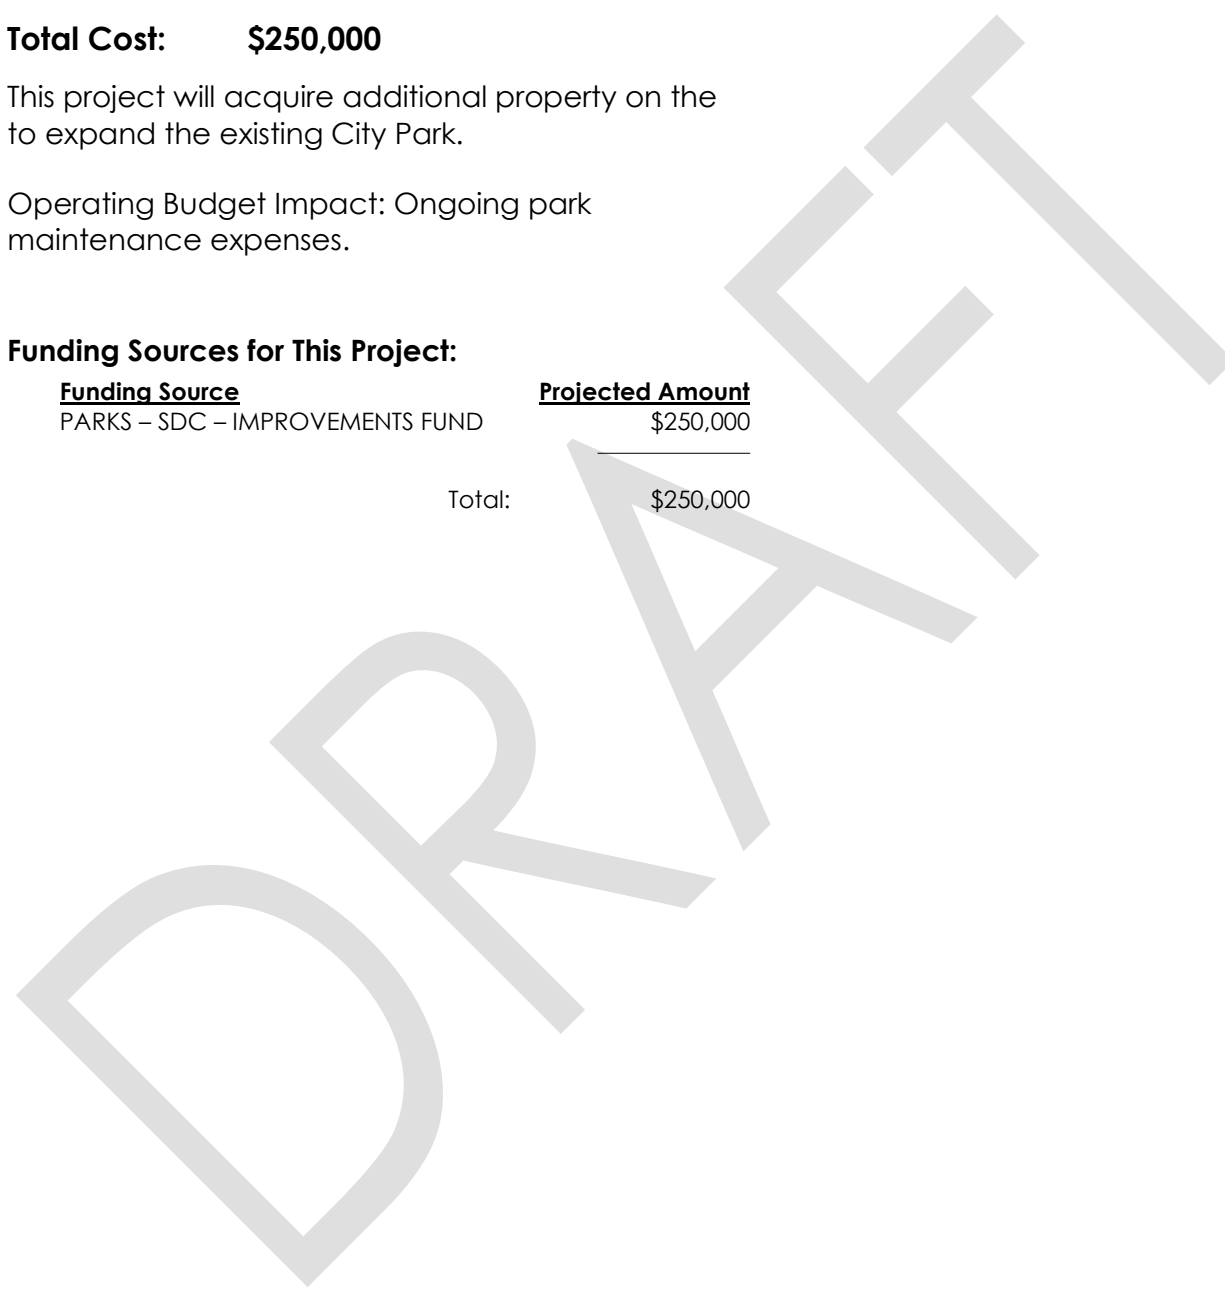 Total Cost: $250,000
This project will acquire additional property on the
to expand the existing City Park.
Operating Budget Impact: Ongoing park
maintenance expenses.
Funding Sources for This Project:
Funding Source Projected Amount
PARKS – SDC – IMPROVEMENTS FUND $250,000
Total: $250,000
DRAFT